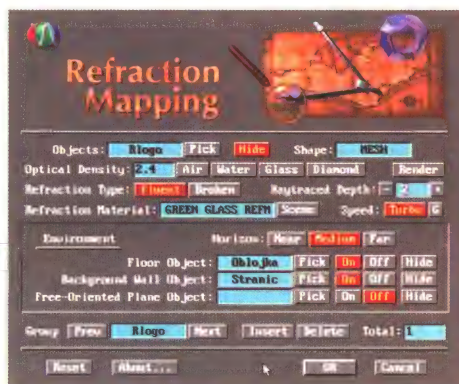 Refraction
Mapping
Objects: Rlogo Pick Hide Shape: MESH
Optical Density: 2.4 Air Water Glass Diamond Render
Refraction Type: Fluent Broken Raytraced Depth: - 2 +
Refraction Material: GREEN GLASS REFM Scene Speed: Turbo G
Environment Horizon: Near Medium Far
Floor Object: Oblojka Pick On Off Hide
Background Wall Object: Stranic Pick On Off Hide
Free-Oriented Plane Object: Pick On Off Hide
Group Prev Rlogo Next Insert Delete Total: 1
Reset About... OK Cancel